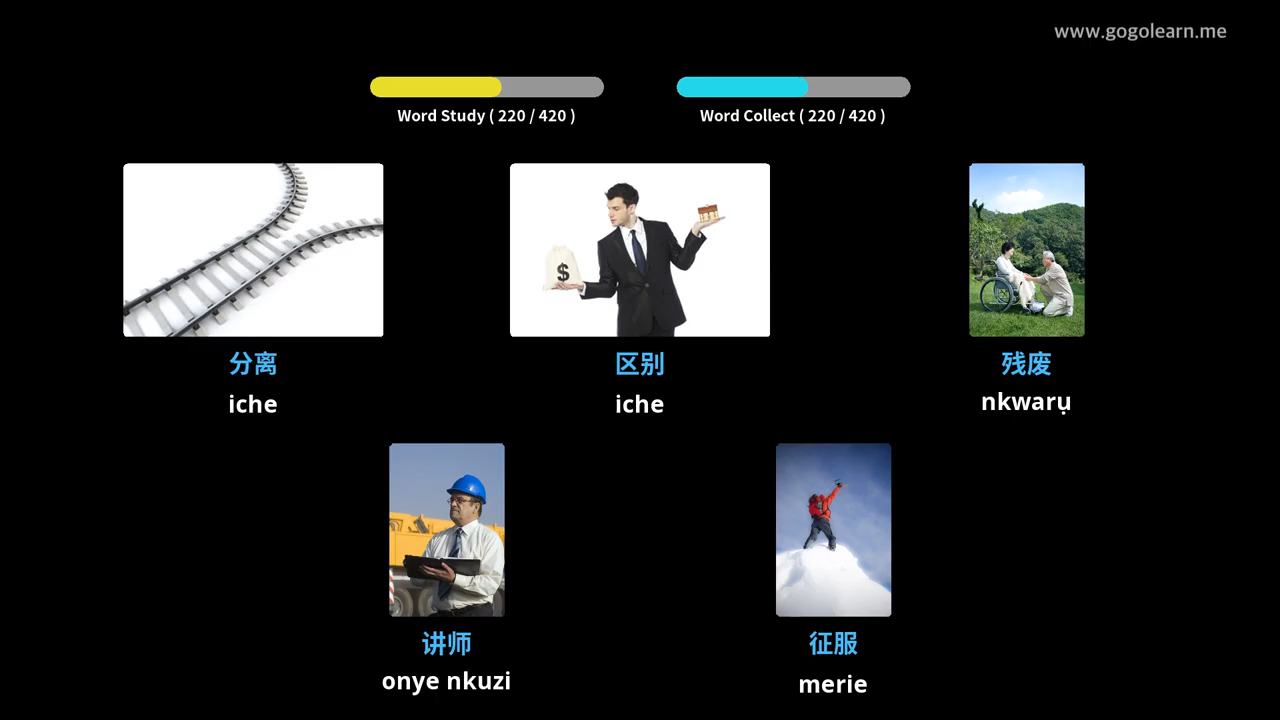 www.gogolearn.me
Word Study ( 220 / 420 )
Word Collect ( 220 / 420 )
分离
iche
区别
iche
残废
nkwarụ
$
讲师
onye nkuzi
征服
merie